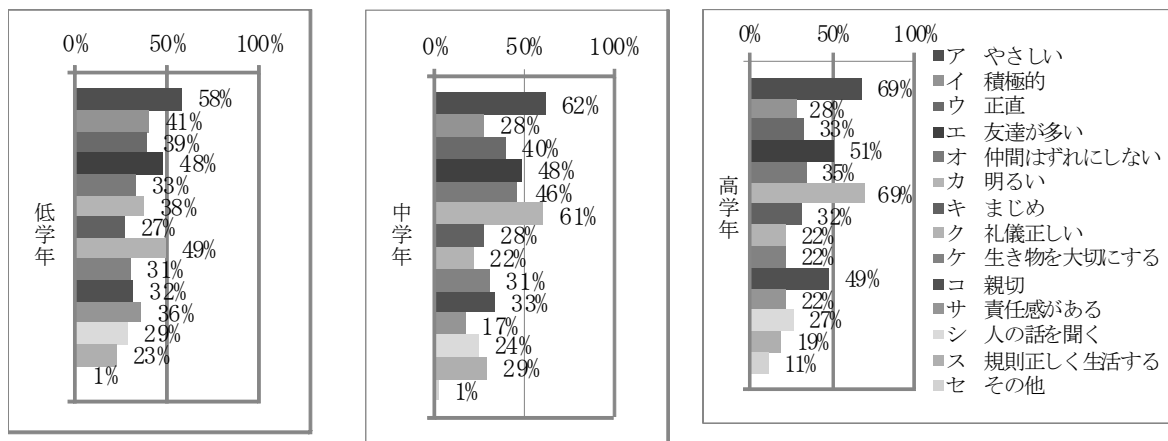 0% 50% 100%
低学年
58%
41%
39%
48%
33%
38%
27%
49%
31%
32%
36%
29%
23%
1%
0% 50% 100%
中学年
62%
28%
40%
48%
46%
61%
28%
22%
31%
33%
17%
24%
29%
1%
0% 50% 100%
高学年
69%
28%
33%
51%
35%
69%
32%
22%
22%
49%
22%
27%
19%
11%
ア やさしい
イ 積極的
ウ 正直
エ 友達が多い
オ 仲間はずれにしない
カ 明るい
キ まじめ
ク 礼儀正しい
ケ 生き物を大切にする
コ 親切
サ 責任感がある
シ 人の話を聞く
ス 規則正しく生活する
セ その他